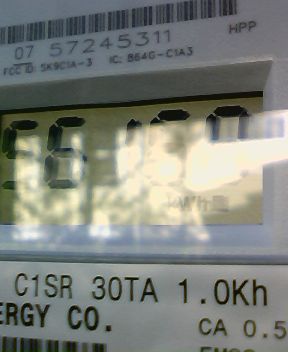 07 57245311
HPP
FCC ID: SK9C1A-3 IC: 864G-C1A3
kWh
C1SR 30TA 1.0Kh
ERGY CO.
CA 0.5